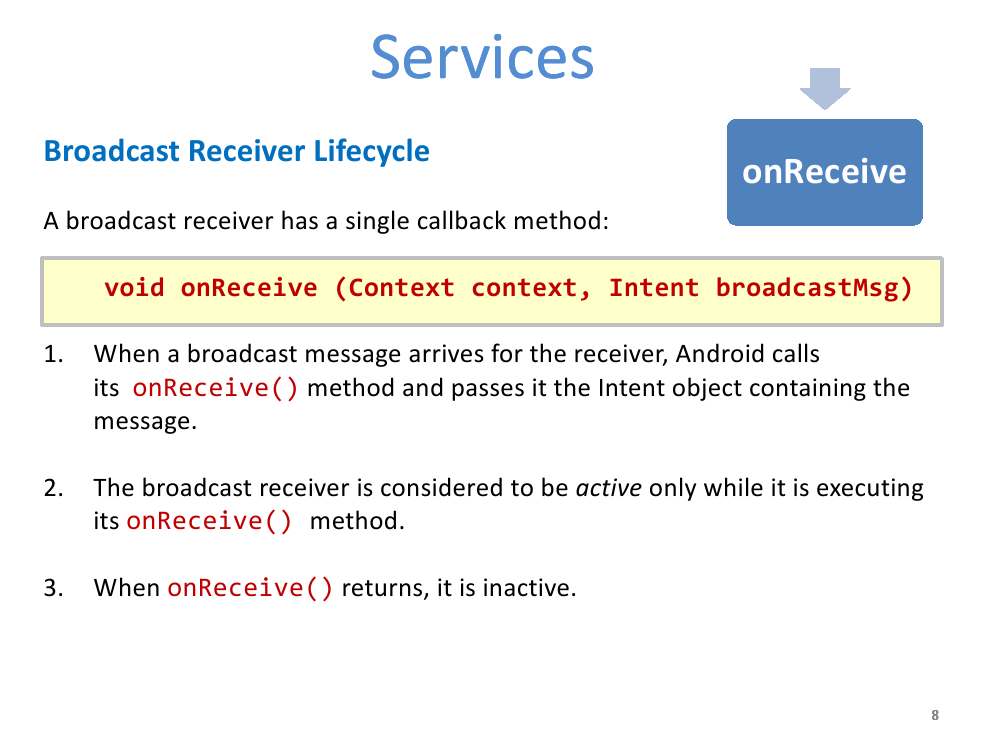 Services
onReceive
Broadcast Receiver Lifecycle
A broadcast receiver has a single callback method:
void onReceive (Context context, Intent broadcastMsg)
1. When a broadcast message arrives for the receiver, Android calls
its onReceive() method and passes it the Intent object containing the
message.
2. The broadcast receiver is considered to be active only while it is executing
its onReceive() method.
3. When onReceive() returns, it is inactive.
8